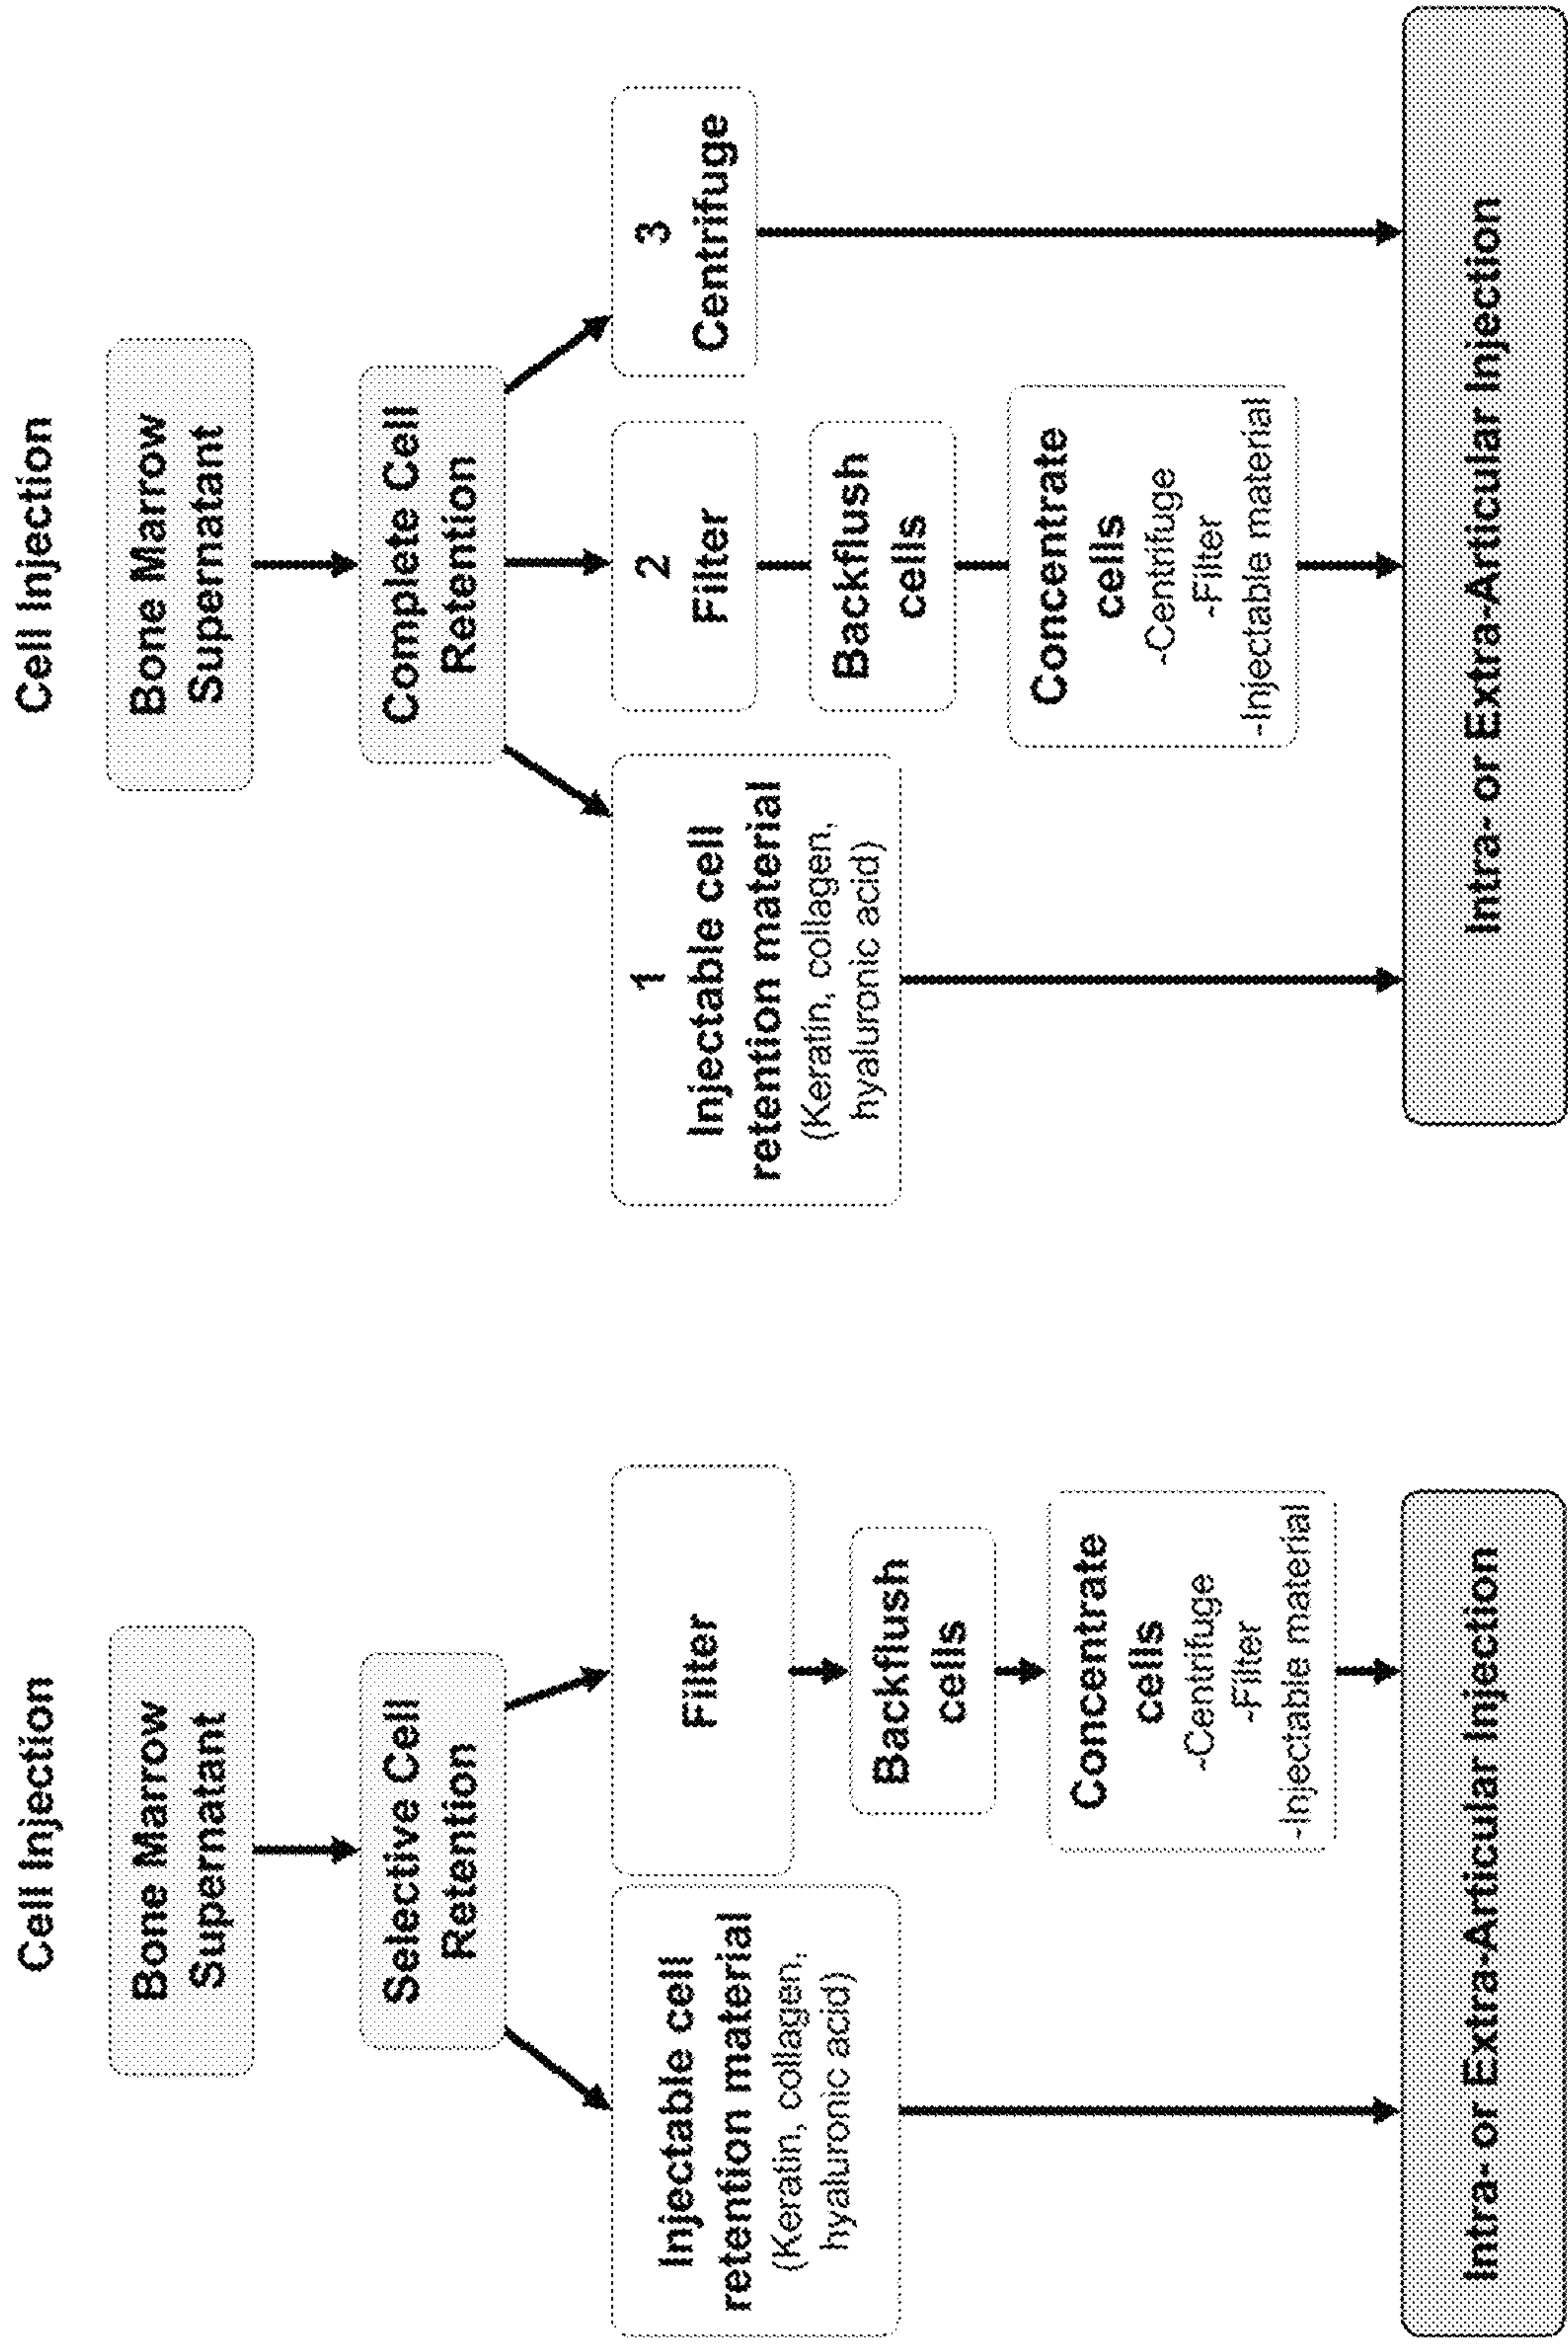 Cell Injection
Bone Marrow
Supernatant
Selective Cell
Retention
Injectable cell
retention material
(Keratin, collagen,
hyaluronic acid)
Filter
Backflush
cells
Concentrate
cells
-Centrifuge
-Filter
-Injectable material
Intra- or Extra-Articular Injection
Cell Injection
Bone Marrow
Supernatant
Complete Cell
Retention
1
Injectable cell
retention material
(Keratin, collagen,
hyaluronic acid)
2
Filter
Backflush
cells
Concentrate
cells
-Centrifuge
-Filter
-Injectable material
3
Centrifuge
Intra- or Extra-Articular Injection